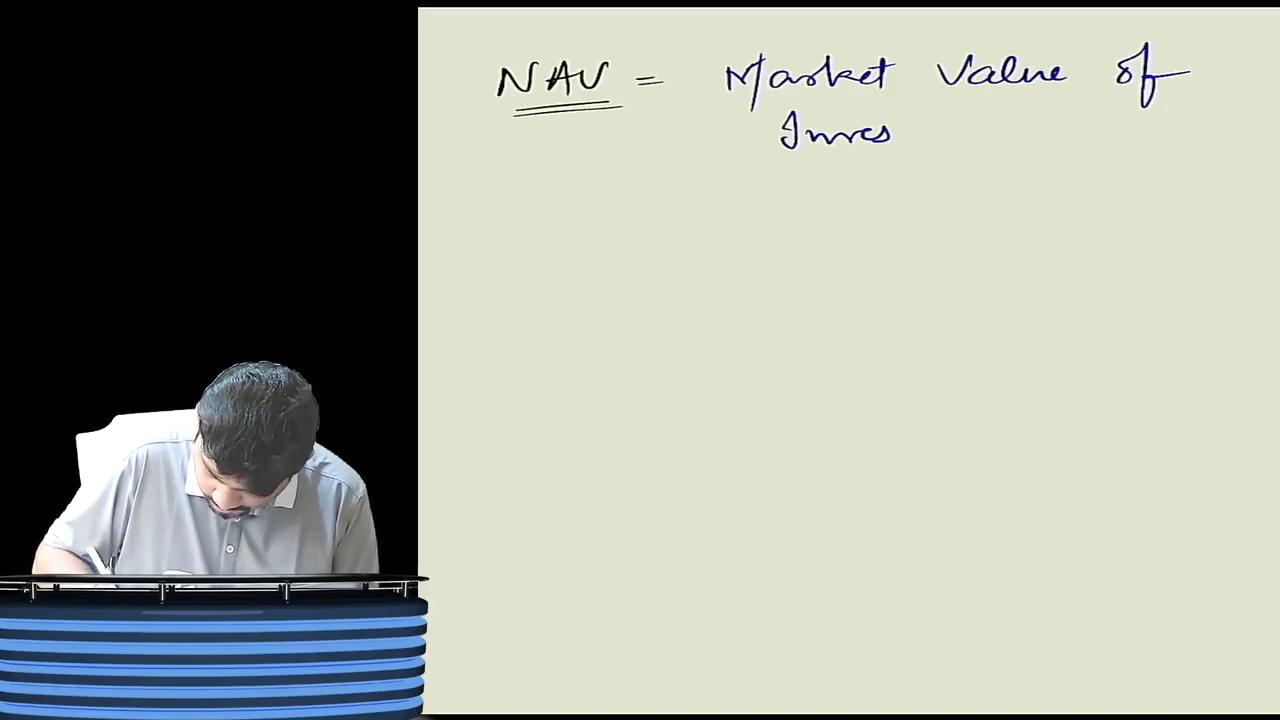 NAV = Market Value of
Inves